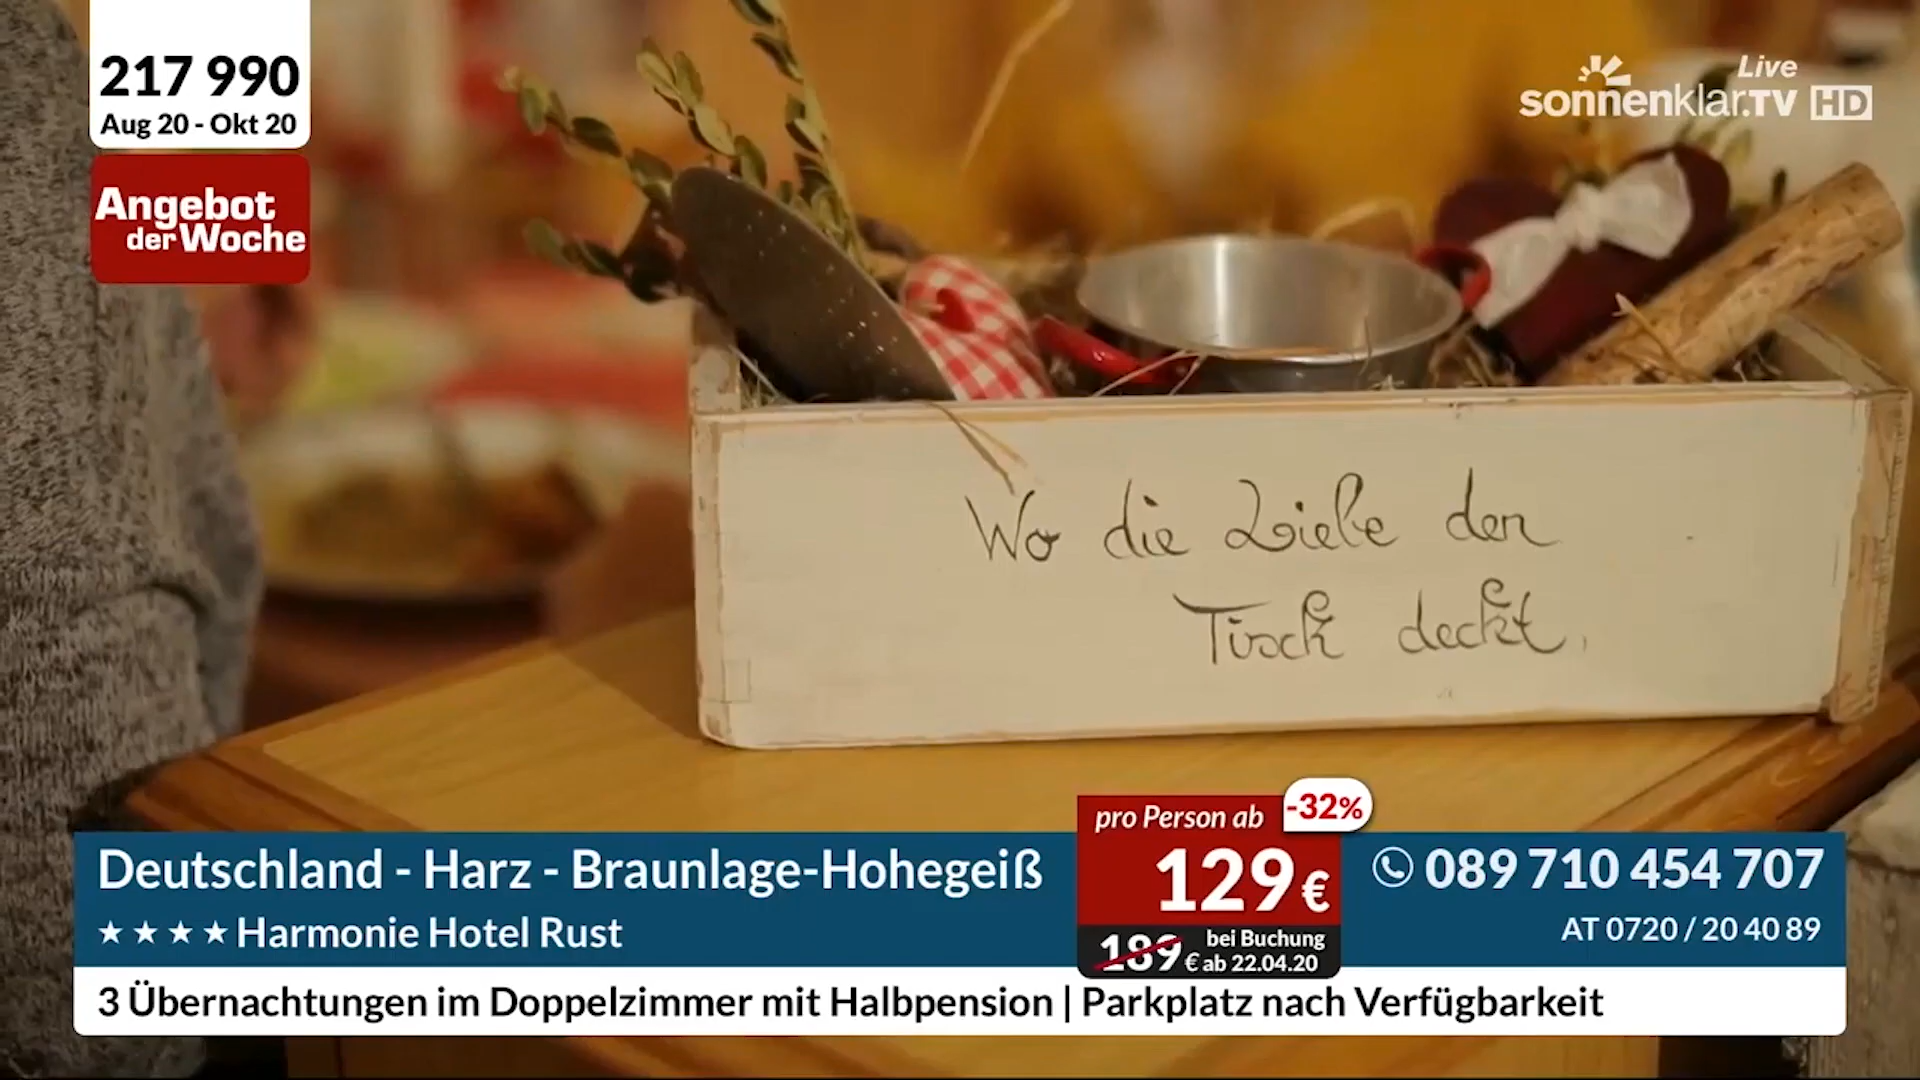 217 990
Aug 20 - Okt 20
Angebot
der Woche
Live
sonnenklar.TV HD
Wo die Liebe den
Tisch deckt,
pro Person ab
-32%
129 €
189 € bei Buchung
ab 22.04.20
Deutschland - Harz - Braunlage-Hohegeiß
★★★★ Harmonie Hotel Rust
089 710 454 707
AT 0720 / 20 40 89
3 Übernachtungen im Doppelzimmer mit Halbpension | Parkplatz nach Verfügbarkeit